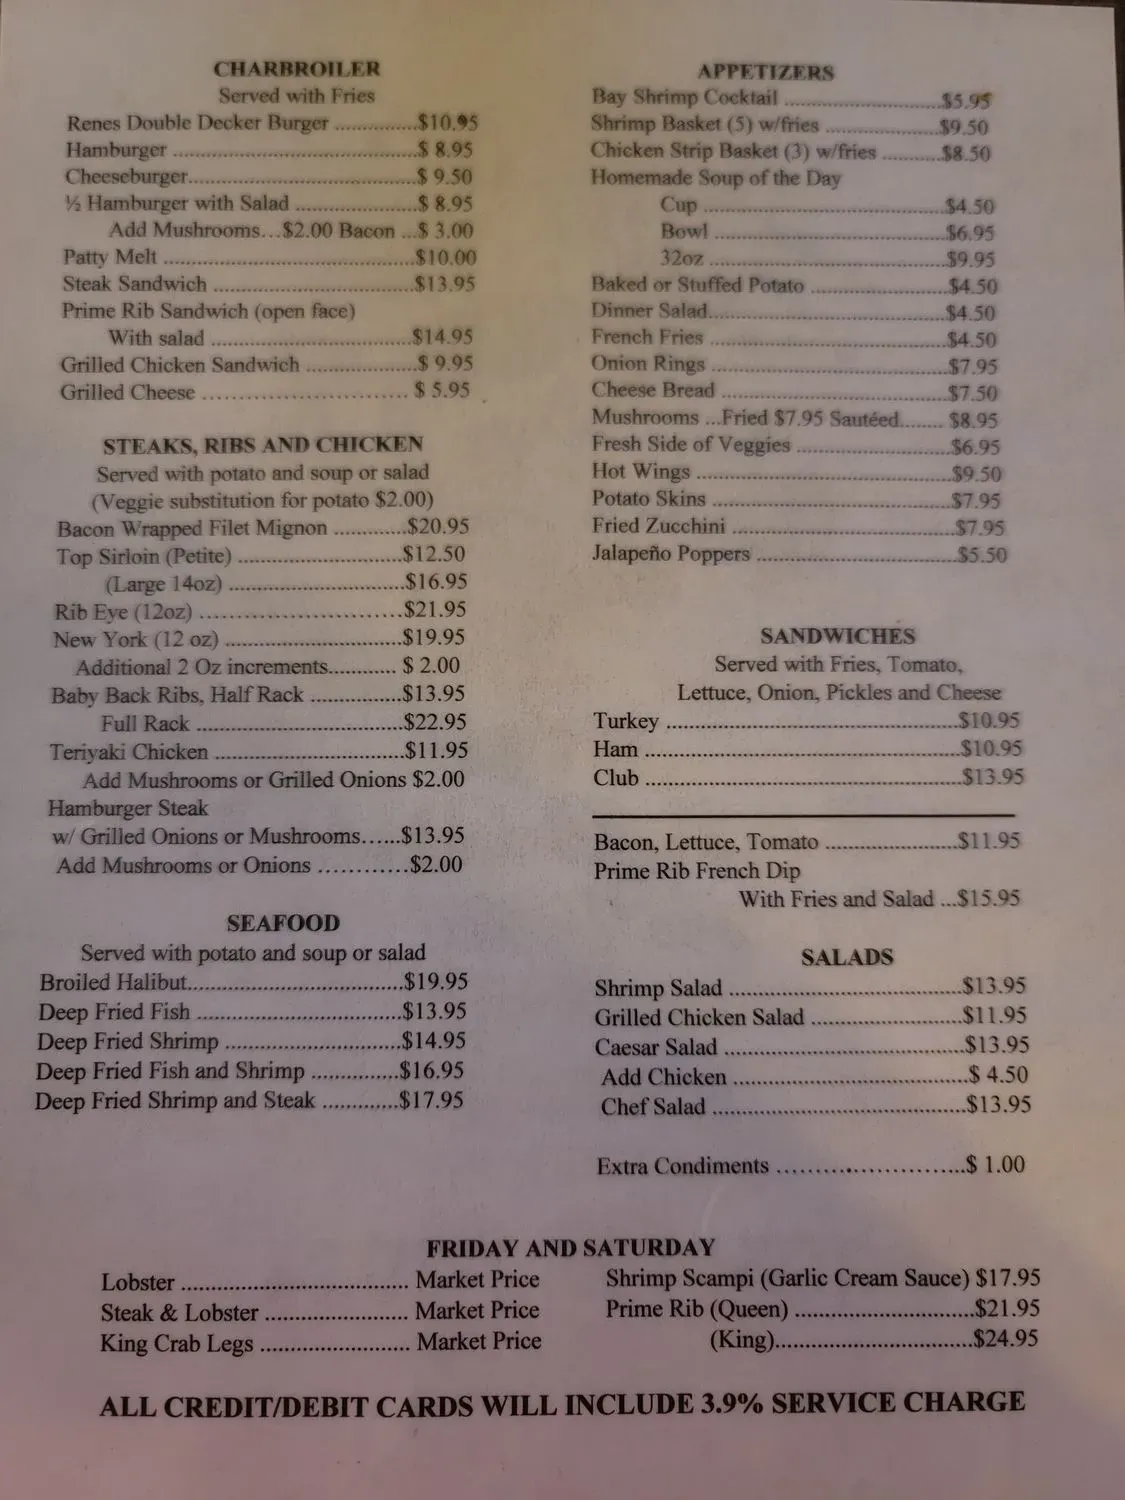 CHARBROILER
Served with Fries
Renes Double Decker Burger ................$10.95
Hamburger ................$ 8.95
Cheeseburger................$ 9.50
½ Hamburger with Salad ................$ 8.95
Add Mushrooms...$2.00 Bacon ...$ 3.00
Patty Melt ................$10.00
Steak Sandwich ................$13.95
Prime Rib Sandwich (open face)
With salad ................$14.95
Grilled Chicken Sandwich ................$ 9.95
Grilled Cheese ................$ 5.95
STEAKS, RIBS AND CHICKEN
Served with potato and soup or salad
(Veggie substitution for potato $2.00)
Bacon Wrapped Filet Mignon ............$20.95
Top Sirloin (Petite) ................$12.50
(Large 14oz) ................$16.95
Rib Eye (12oz) ................$21.95
New York (12 oz) ................$19.95
Additional 2 Oz increments............ $ 2.00
Baby Back Ribs, Half Rack ................$13.95
Full Rack ................$22.95
Teriyaki Chicken ................$11.95
Add Mushrooms or Grilled Onions $2.00
Hamburger Steak
w/ Grilled Onions or Mushrooms......$13.95
Add Mushrooms or Onions ............$2.00
SEAFOOD
Served with potato and soup or salad
Broiled Halibut................$19.95
Deep Fried Fish ................$13.95
Deep Fried Shrimp ................$14.95
Deep Fried Fish and Shrimp ...............$16.95
Deep Fried Shrimp and Steak .............$17.95
APPETIZERS
Bay Shrimp Cocktail ................$5.95
Shrimp Basket (5) w/fries ................$9.50
Chicken Strip Basket (3) w/fries ...........$8.50
Homemade Soup of the Day
Cup ................$4.50
Bowl ................$6.95
32oz ................$9.95
Baked or Stuffed Potato ................$4.50
Dinner Salad................$4.50
French Fries ................$4.50
Onion Rings ................$7.95
Cheese Bread ................$7.50
Mushrooms ...Fried $7.95 Sautéed........ $8.95
Fresh Side of Veggies ................$6.95
Hot Wings ................$9.50
Potato Skins ................$7.95
Fried Zucchini ................$7.95
Jalapeño Poppers ................$5.50
SANDWICHES
Served with Fries, Tomato,
Lettuce, Onion, Pickles and Cheese
Turkey ................$10.95
Ham ................$10.95
Club ................$13.95
Bacon, Lettuce, Tomato ................$11.95
Prime Rib French Dip
With Fries and Salad ...$15.95
SALADS
Shrimp Salad ................$13.95
Grilled Chicken Salad ................$11.95
Caesar Salad ................$13.95
Add Chicken ................$ 4.50
Chef Salad ................$13.95
Extra Condiments ................$ 1.00
FRIDAY AND SATURDAY
Lobster ................ Market Price
Steak & Lobster ................ Market Price
King Crab Legs ................ Market Price
Shrimp Scampi (Garlic Cream Sauce) $17.95
Prime Rib (Queen) ................$21.95
(King)................$24.95
ALL CREDIT/DEBIT CARDS WILL INCLUDE 3.9% SERVICE CHARGE